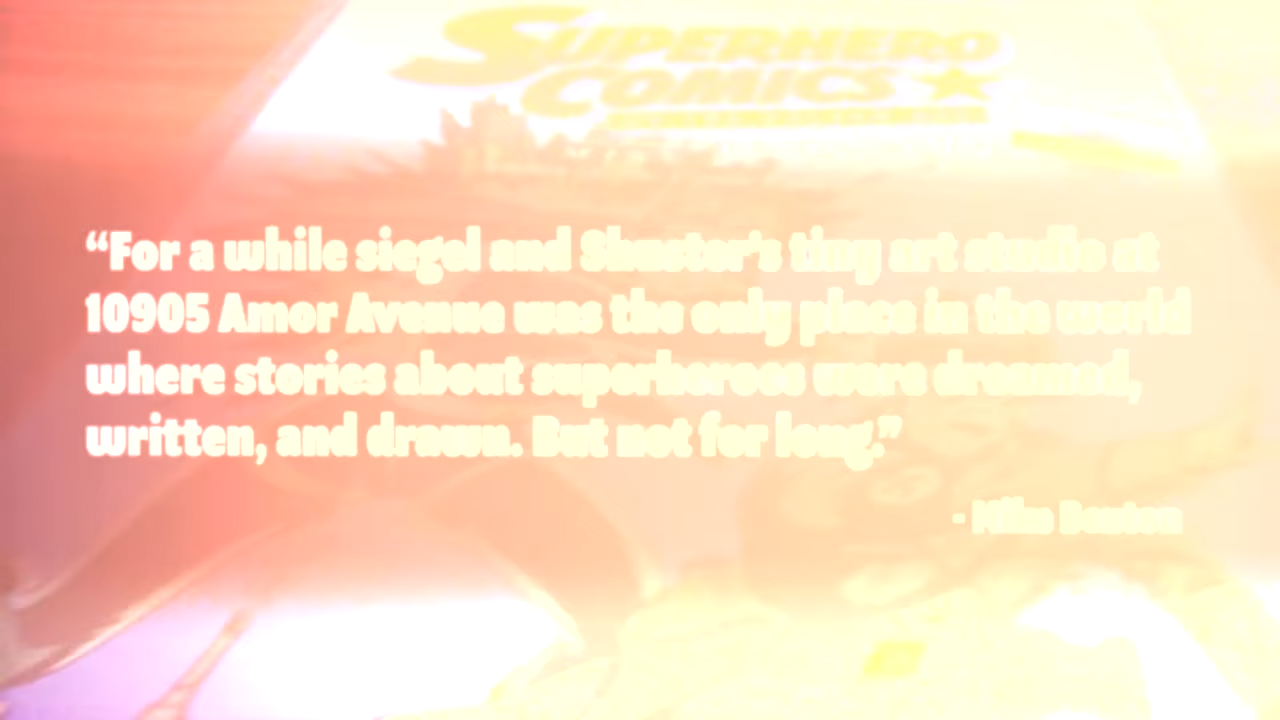 SUPERHERO
COMICS
“For a while siegel and Shuster's tiny art studio at
10905 Amor Avenue was the only place in the world
where stories about superheroes were dreamed,
written, and drawn. But not for long.”
- Mike Benton